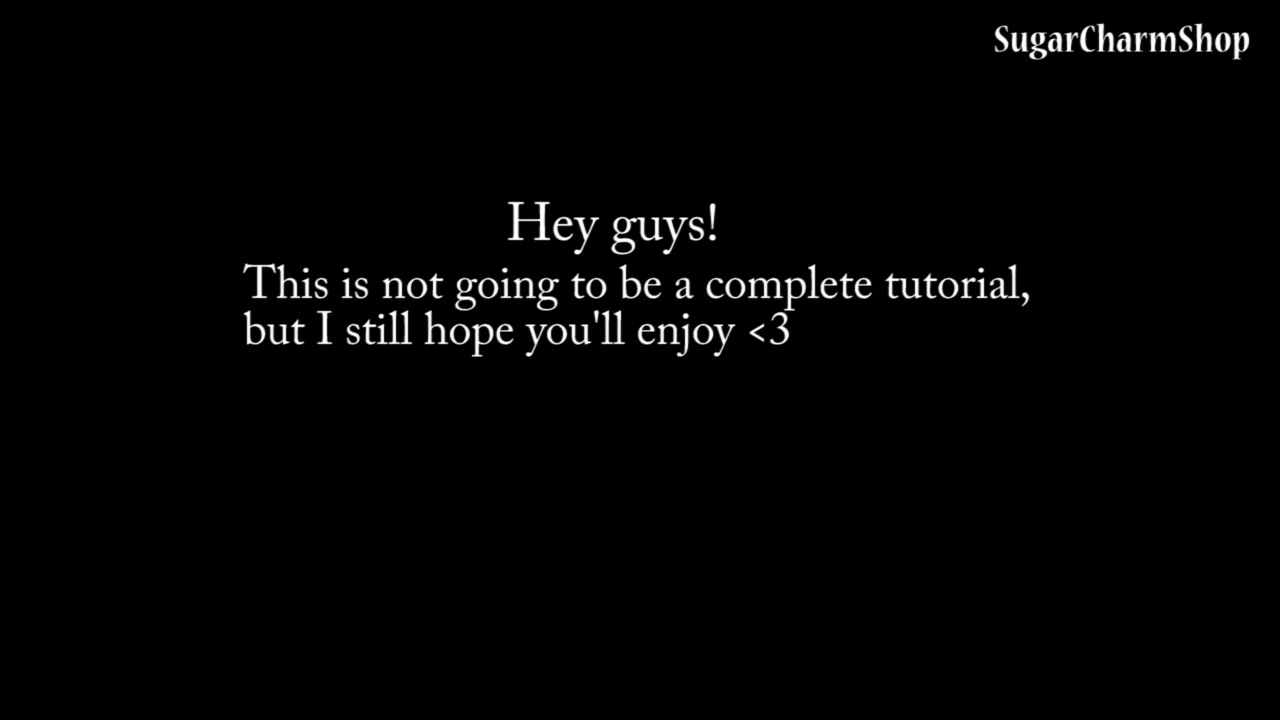 SugarCharmShop
Hey guys!
This is not going to be a complete tutorial,
but I still hope you'll enjoy <3